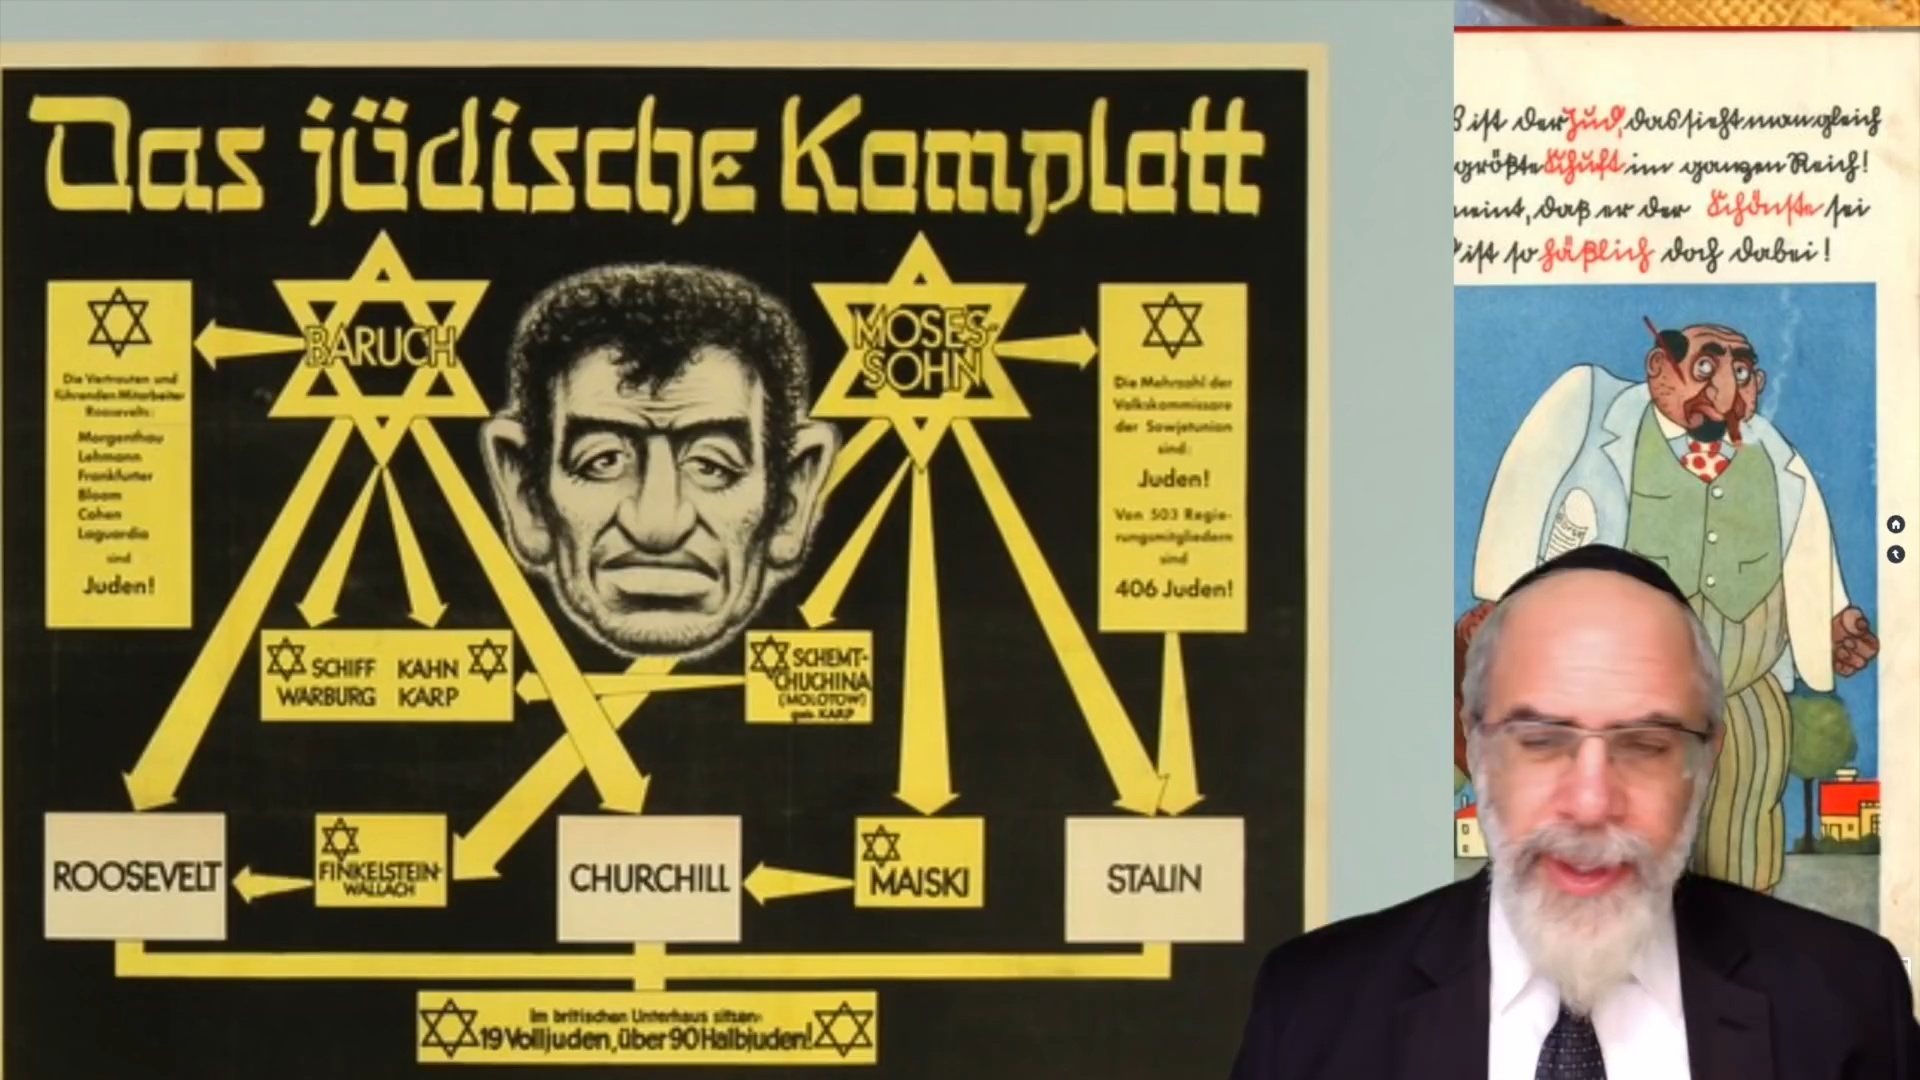 Das jüdische Komplott
BARUCH
MOSES-
SOHN
Die Vertrauten und
führenden Mitarbeiter
Roosevelts:
Morgenthau
Lehmann
Frankfurter
Bloom
Cohen
Laguardia
sind
Juden!
Die Mehrzahl der
Volkskommissare
der Sowjetunion
sind:
Juden!
Von 503 Regie-
rungsmitgliedern
sind
406 Juden!
SCHIFF KAHN
WARBURG KARP
SCHEMT-
CHUCHINA
(MOLOTOW)
geb. KARP
ROOSEVELT
FINKELSTEIN-
WALLACH
CHURCHILL
MAISKI
STALIN
Im britischen Unterhaus sitzen:
19 Volljuden, über 90 Halbjuden!
ist der Jud, das sieht man gleich
größte Schuft im ganzen Reich!
meint, daß er der Schönste sei
ist so häßlich doch dabei!